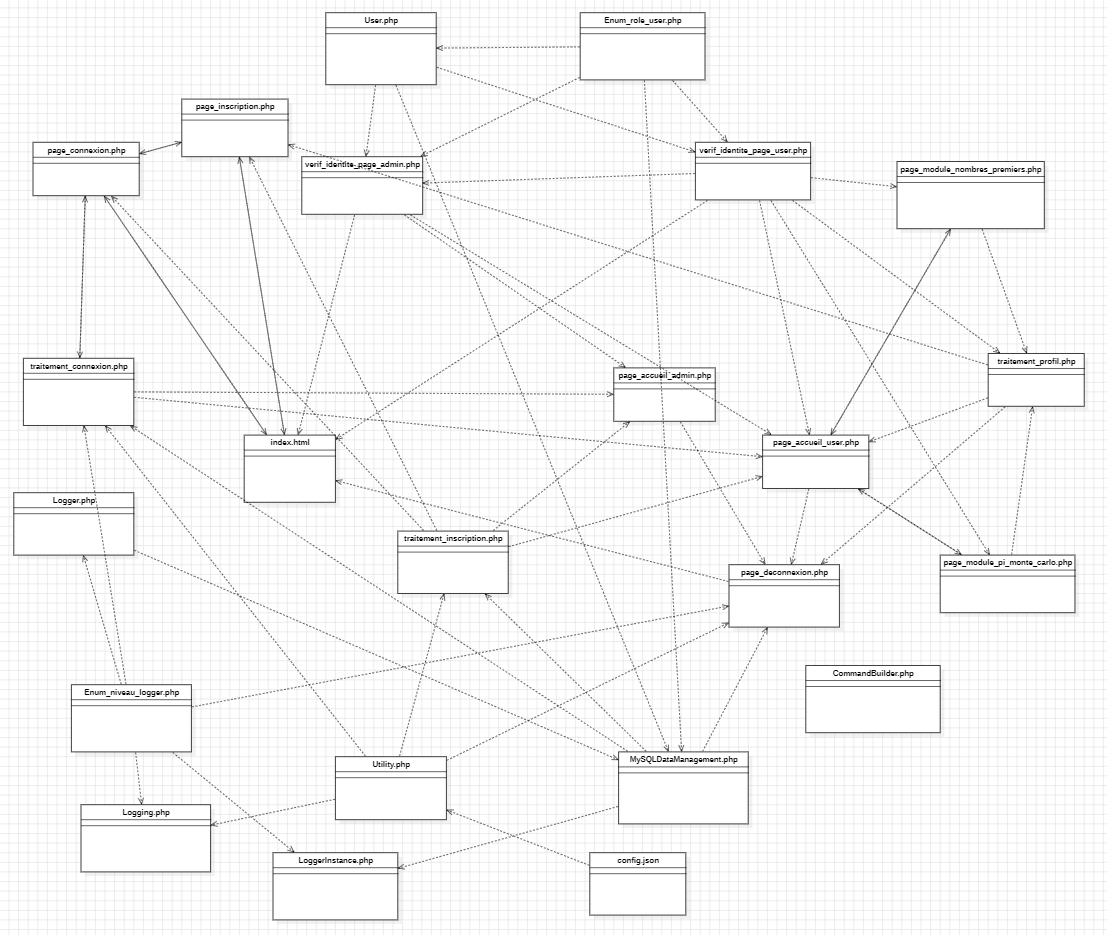 User.php
Enum_role_user.php
page_inscription.php
page_connexion.php
verif_identite_page_user.php
verif_identite_page_admin.php
page_module_nombres_premiers.php
traitement_profil.php
traitement_connexion.php
page_accueil_admin.php
index.html
page_accueil_user.php
Logger.php
traitement_inscription.php
page_module_pi_monte_carlo.php
page_deconnexion.php
CommandBuilder.php
Enum_niveau_logger.php
MySQLDataManagement.php
Utility.php
Logging.php
LoggerInstance.php
config.json